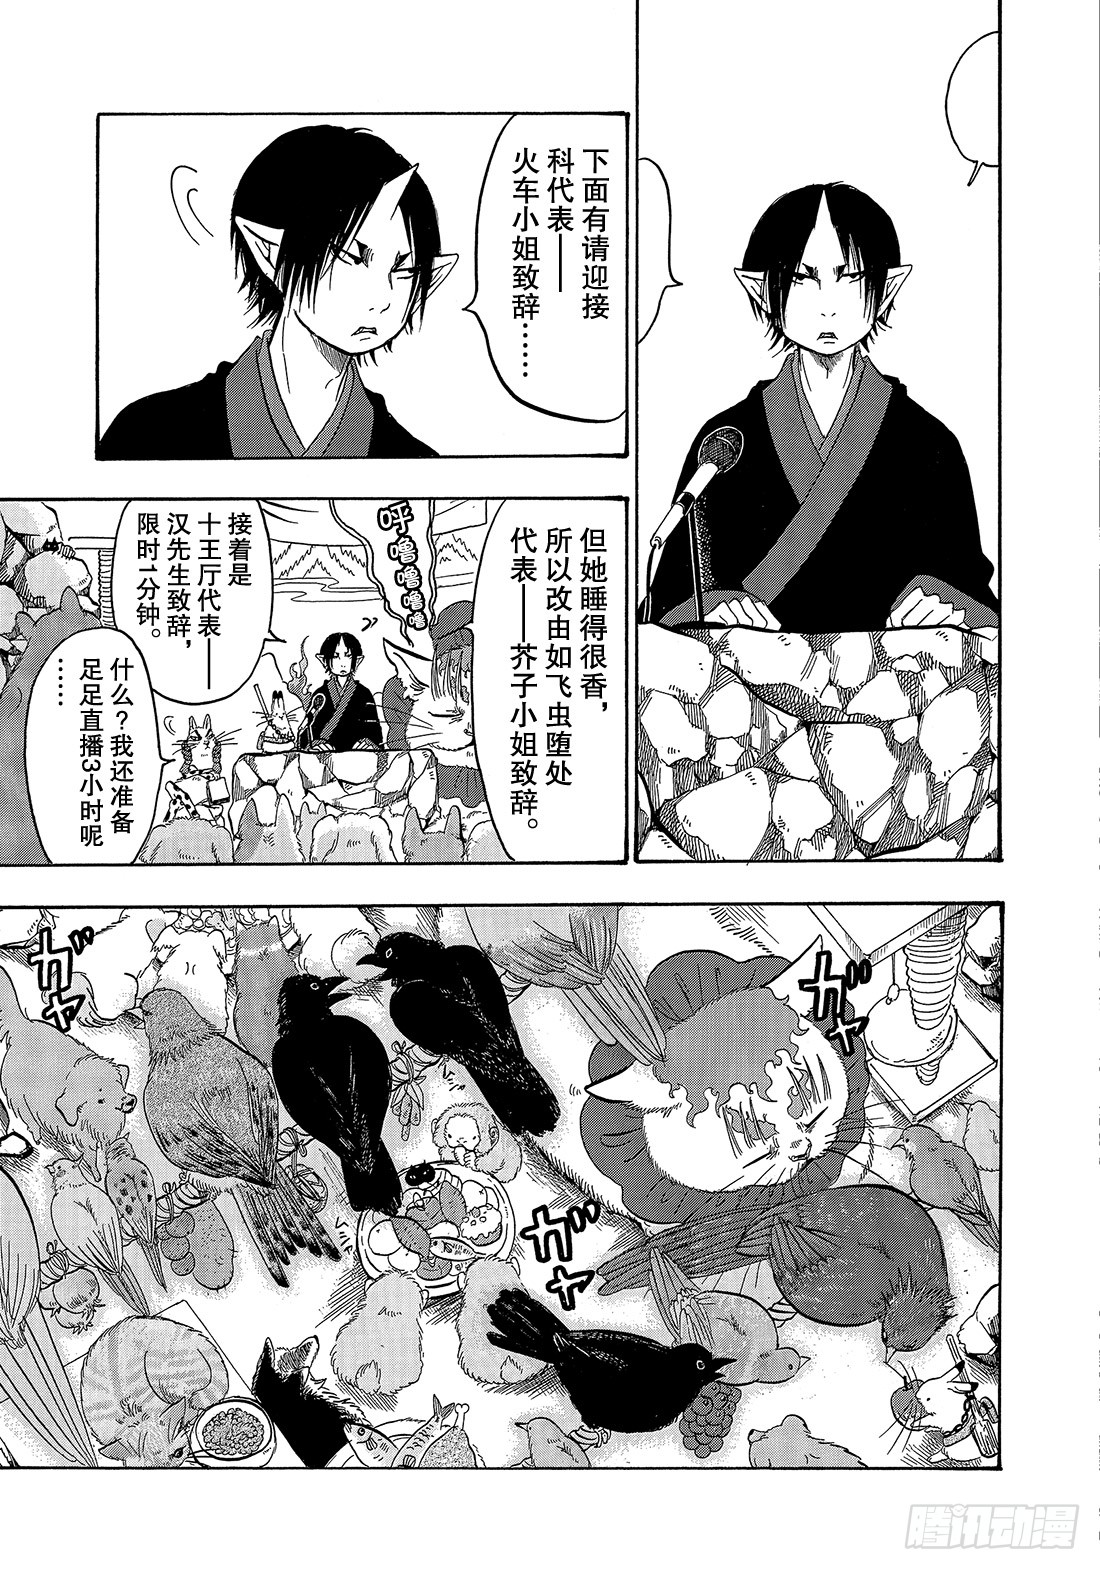 下面有请迎接
科代表——
火车小姐致辞……
但她睡得很香，
所以改由如飞虫堕处
代表——芥子小姐致辞。
呼噜噜噜噜
接着是
十王厅代表——
汉先生致辞，
限时1分钟。
什么？我还准备
足足直播3小时呢
……
ガヤ
ガヤ
ガヤ
腾讯动漫